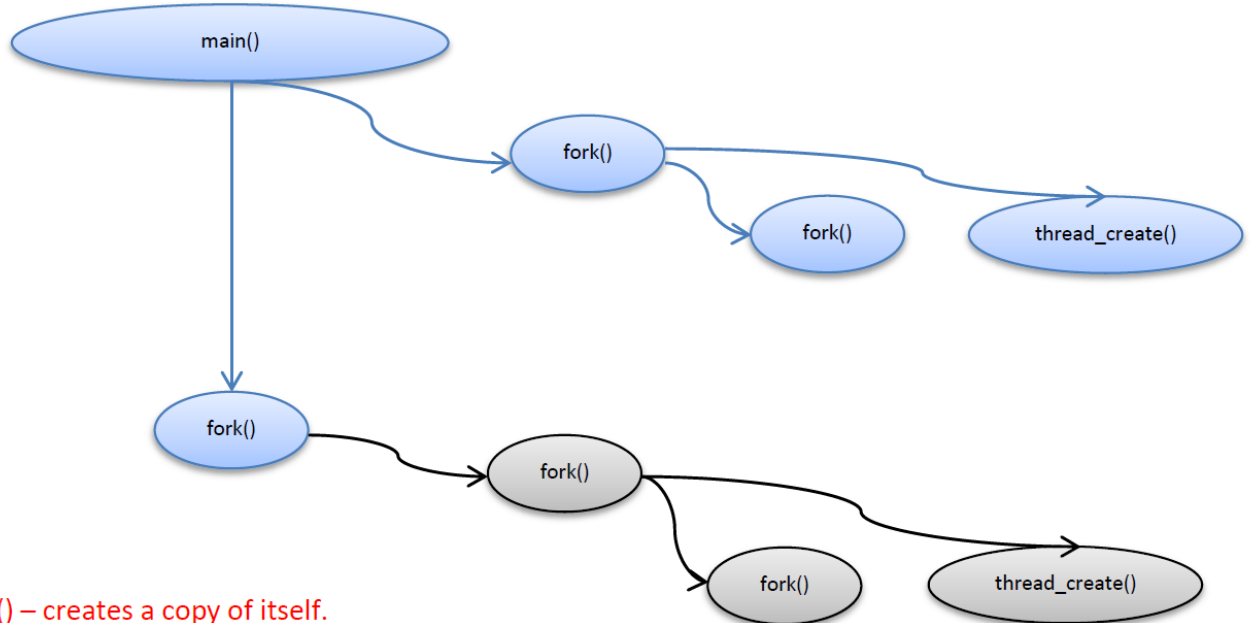 main()
fork()
fork()
thread_create()
fork()
fork()
fork()
thread_create()
() – creates a copy of itself.